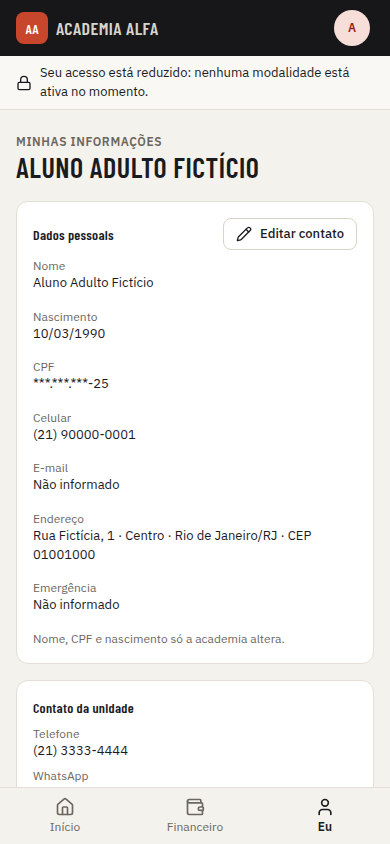 AA ACADEMIA ALFA
A
Seu acesso está reduzido: nenhuma modalidade está
ativa no momento.
MINHAS INFORMAÇÕES
ALUNO ADULTO FICTÍCIO
Dados pessoais
Editar contato
Nome
Aluno Adulto Fictício
Nascimento
10/03/1990
CPF
***.***.***-25
Celular
(21) 90000-0001
E-mail
Não informado
Endereço
Rua Fictícia, 1 · Centro · Rio de Janeiro/RJ · CEP
01001000
Emergência
Não informado
Nome, CPF e nascimento só a academia altera.
Contato da unidade
Telefone
(21) 3333-4444
WhatsApp
Início
Financeiro
Eu